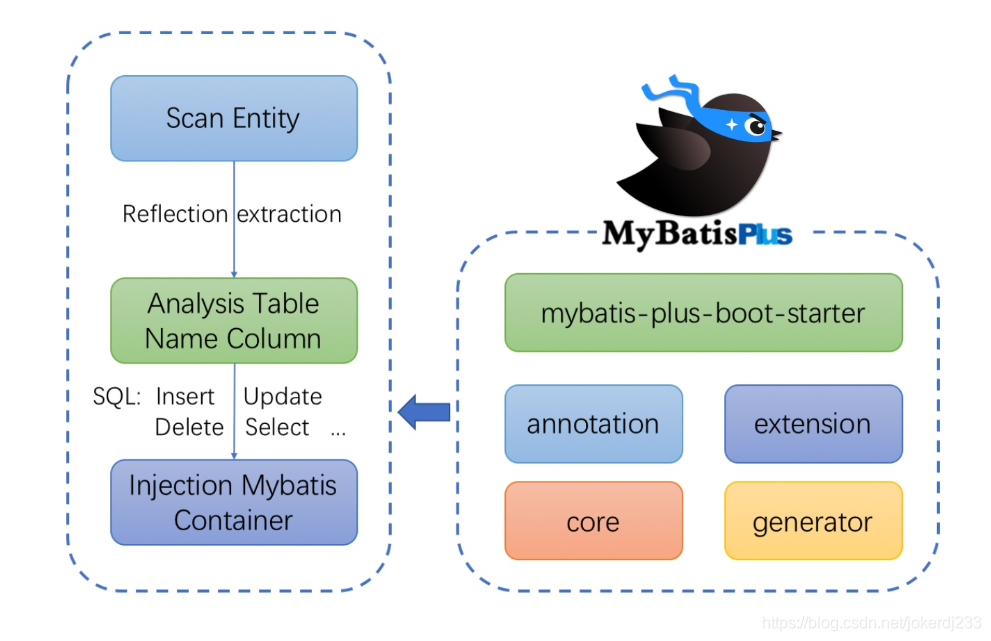 Scan Entity
Reflection extraction
Analysis Table
Name Column
SQL: Insert Update
Delete Select ...
Injection Mybatis
Container
MyBatisPlus
mybatis-plus-boot-starter
annotation
extension
core
generator
https://blog.csdn.net/jokerdj233